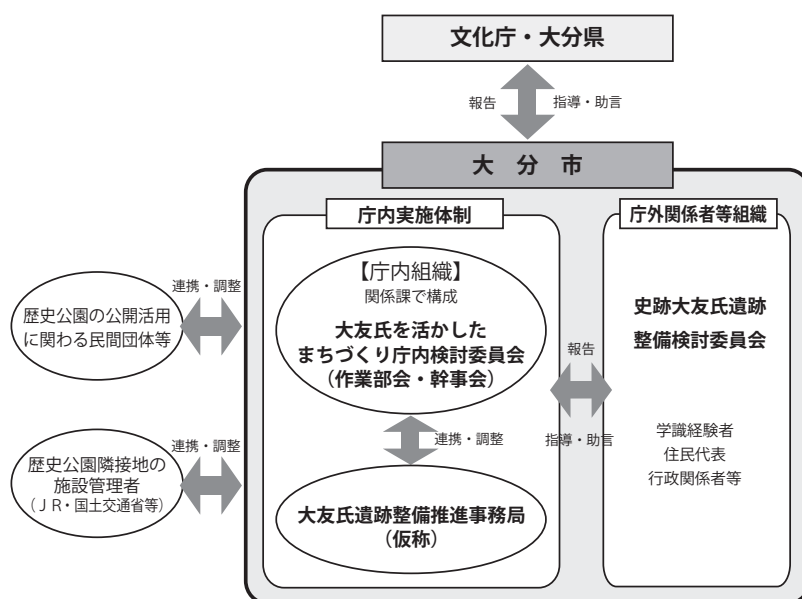 文化庁・大分県
報告
指導・助言
大 分 市
庁内実施体制
庁外関係者等組織
【庁内組織】
関係課で構成
大友氏を活かした
まちづくり庁内検討委員会
（作業部会・幹事会）
連携・調整
大友氏遺跡整備推進事務局
（仮称）
連携・調整
歴史公園の公開活用
に関わる民間団体等
連携・調整
歴史公園隣接地の
施設管理者
（ＪＲ・国土交通省等）
報告
指導・助言
史跡大友氏遺跡
整備検討委員会
学識経験者
住民代表
行政関係者等